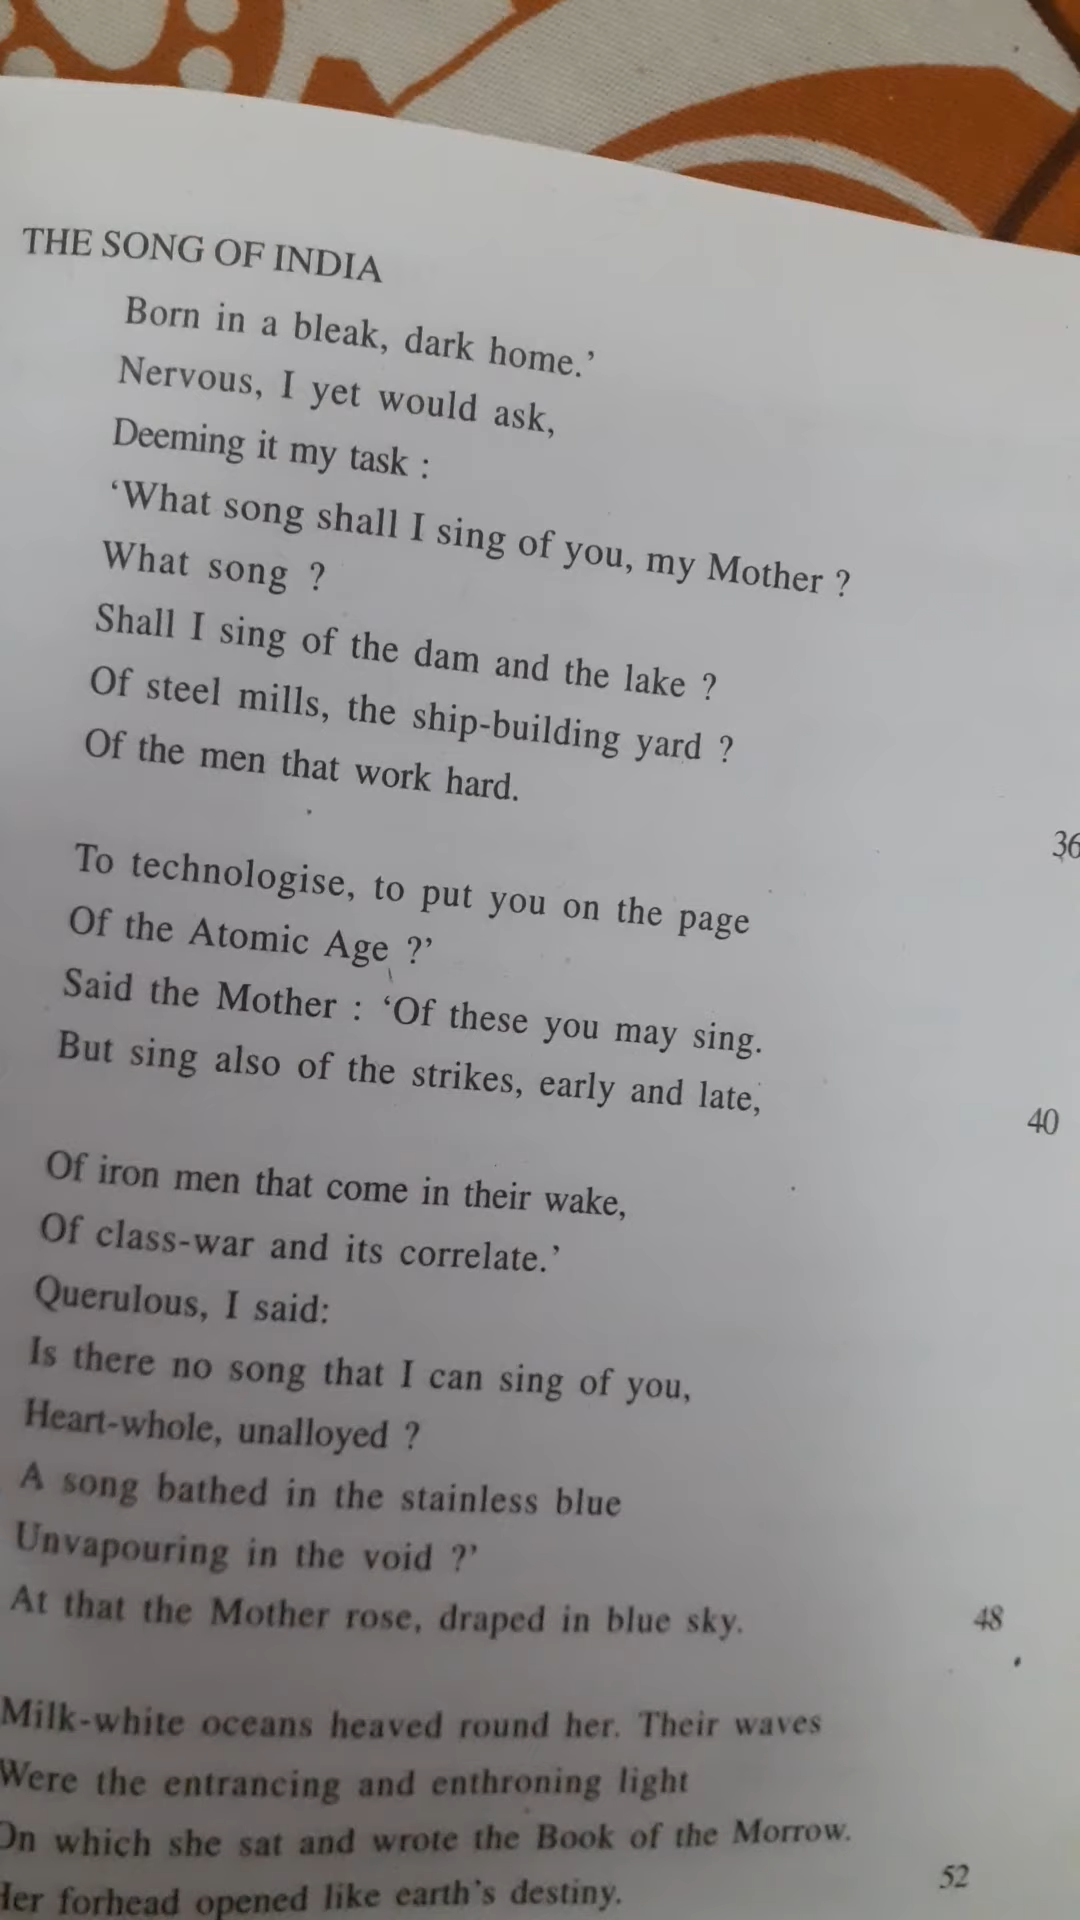 THE SONG OF INDIA
Born in a bleak, dark home.’
Nervous, I yet would ask,
Deeming it my task :
‘What song shall I sing of you, my Mother ?
What song ?
Shall I sing of the dam and the lake ?
Of steel mills, the ship-building yard ?
Of the men that work hard.
36
To technologise, to put you on the page
Of the Atomic Age ?’
Said the Mother : ‘Of these you may sing.
But sing also of the strikes, early and late,
40
Of iron men that come in their wake,
Of class-war and its correlate.’
Querulous, I said:
Is there no song that I can sing of you,
Heart-whole, unalloyed ?
A song bathed in the stainless blue
Unvapouring in the void ?’
At that the Mother rose, draped in blue sky.
48
Milk-white oceans heaved round her. Their waves
Were the entrancing and enthroning light
On which she sat and wrote the Book of the Morrow.
Her forhead opened like earth’s destiny.
52